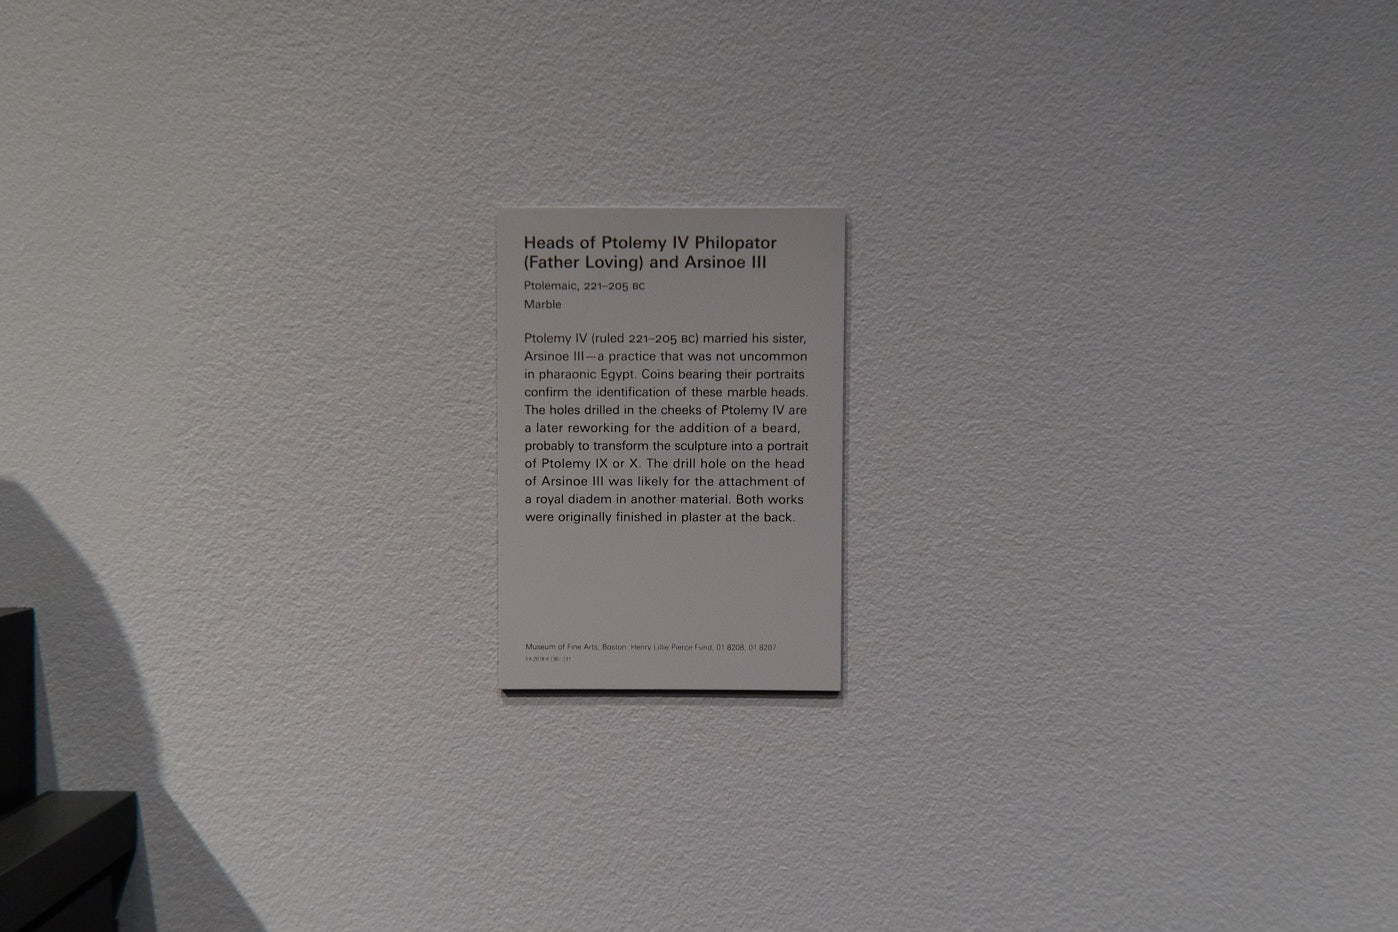 Heads of Ptolemy IV Philopator
(Father Loving) and Arsinoe III
Ptolemaic, 221–205 BC
Marble
Ptolemy IV (ruled 221–205 BC) married his sister,
Arsinoe III—a practice that was not uncommon
in pharaonic Egypt. Coins bearing their portraits
confirm the identification of these marble heads.
The holes drilled in the cheeks of Ptolemy IV are
a later reworking for the addition of a beard,
probably to transform the sculpture into a portrait
of Ptolemy IX or X. The drill hole on the head
of Arsinoe III was likely for the attachment of
a royal diadem in another material. Both works
were originally finished in plaster at the back.
Museum of Fine Arts, Boston. Henry Lillie Pierce Fund, 01.8208, 01.8207